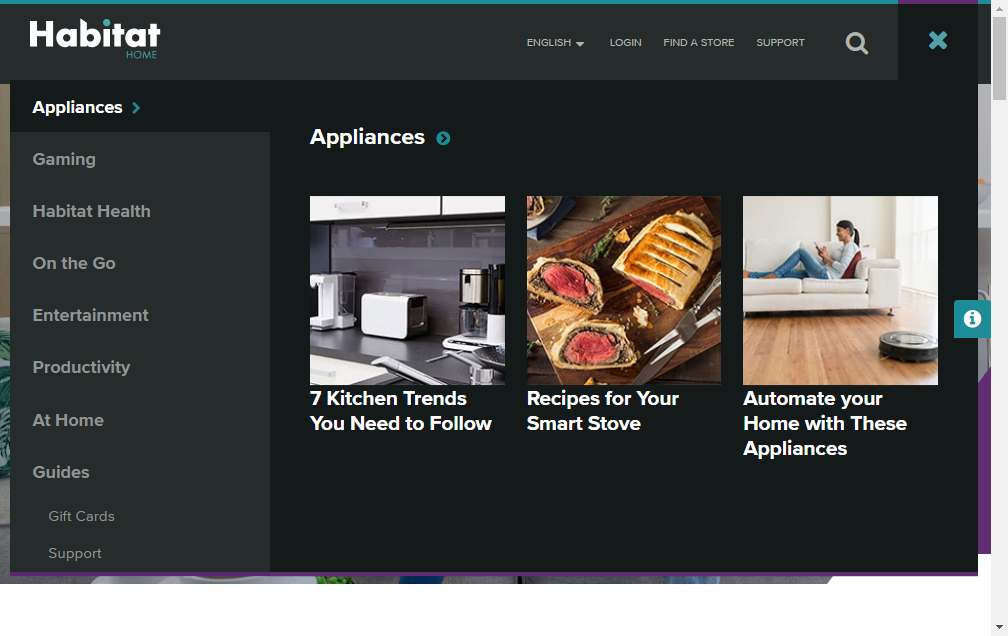 Habitat
HOME
ENGLISH
LOGIN
FIND A STORE
SUPPORT
Appliances
Gaming
Habitat Health
On the Go
Entertainment
Productivity
At Home
Guides
Gift Cards
Support
Appliances
7 Kitchen Trends
You Need to Follow
Recipes for Your
Smart Stove
Automate your
Home with These
Appliances